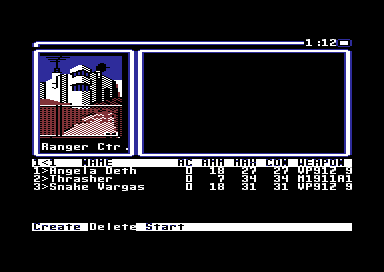 1:12
Ranger Ctr.
1<1 NAME AC AMM MAX CON WEAPON
1>Angela Deth 0 18 27 27 VP912 9
2>Thrasher 0 7 34 34 M1911A1
3>Snake Vargas 0 18 31 31 VP912 9
Create Delete Start